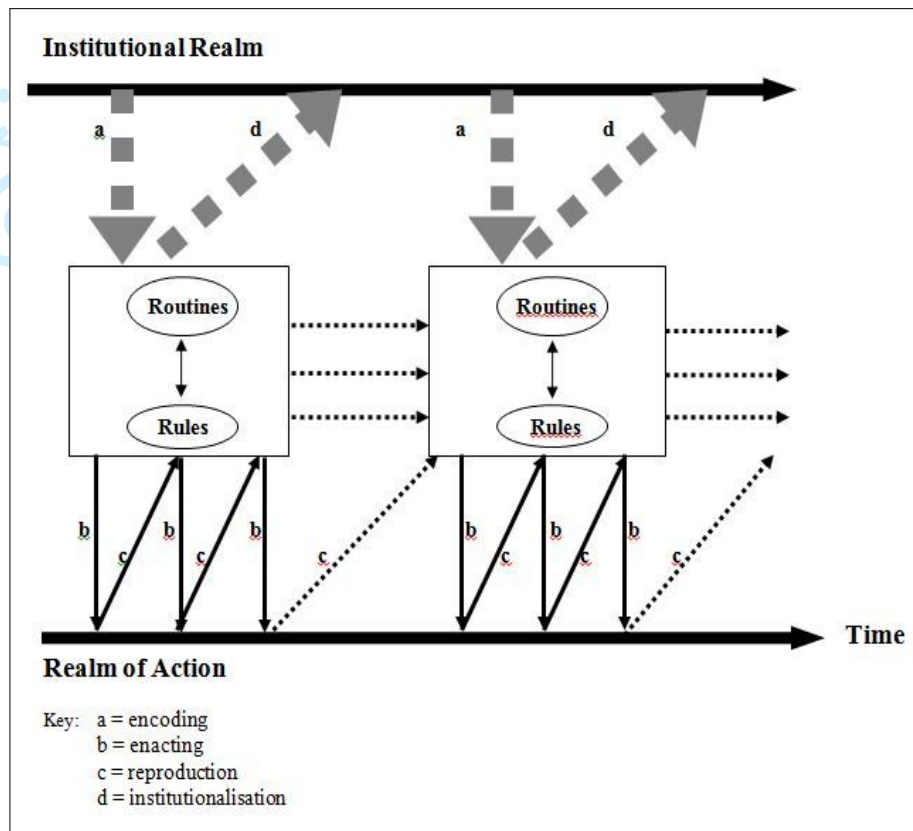 Institutional Realm
a d a d
Routines Routines
Rules Rules
b b b b b b
c c c c c c
Time
Realm of Action
Key: a = encoding
b = enacting
c = reproduction
d = institutionalisation